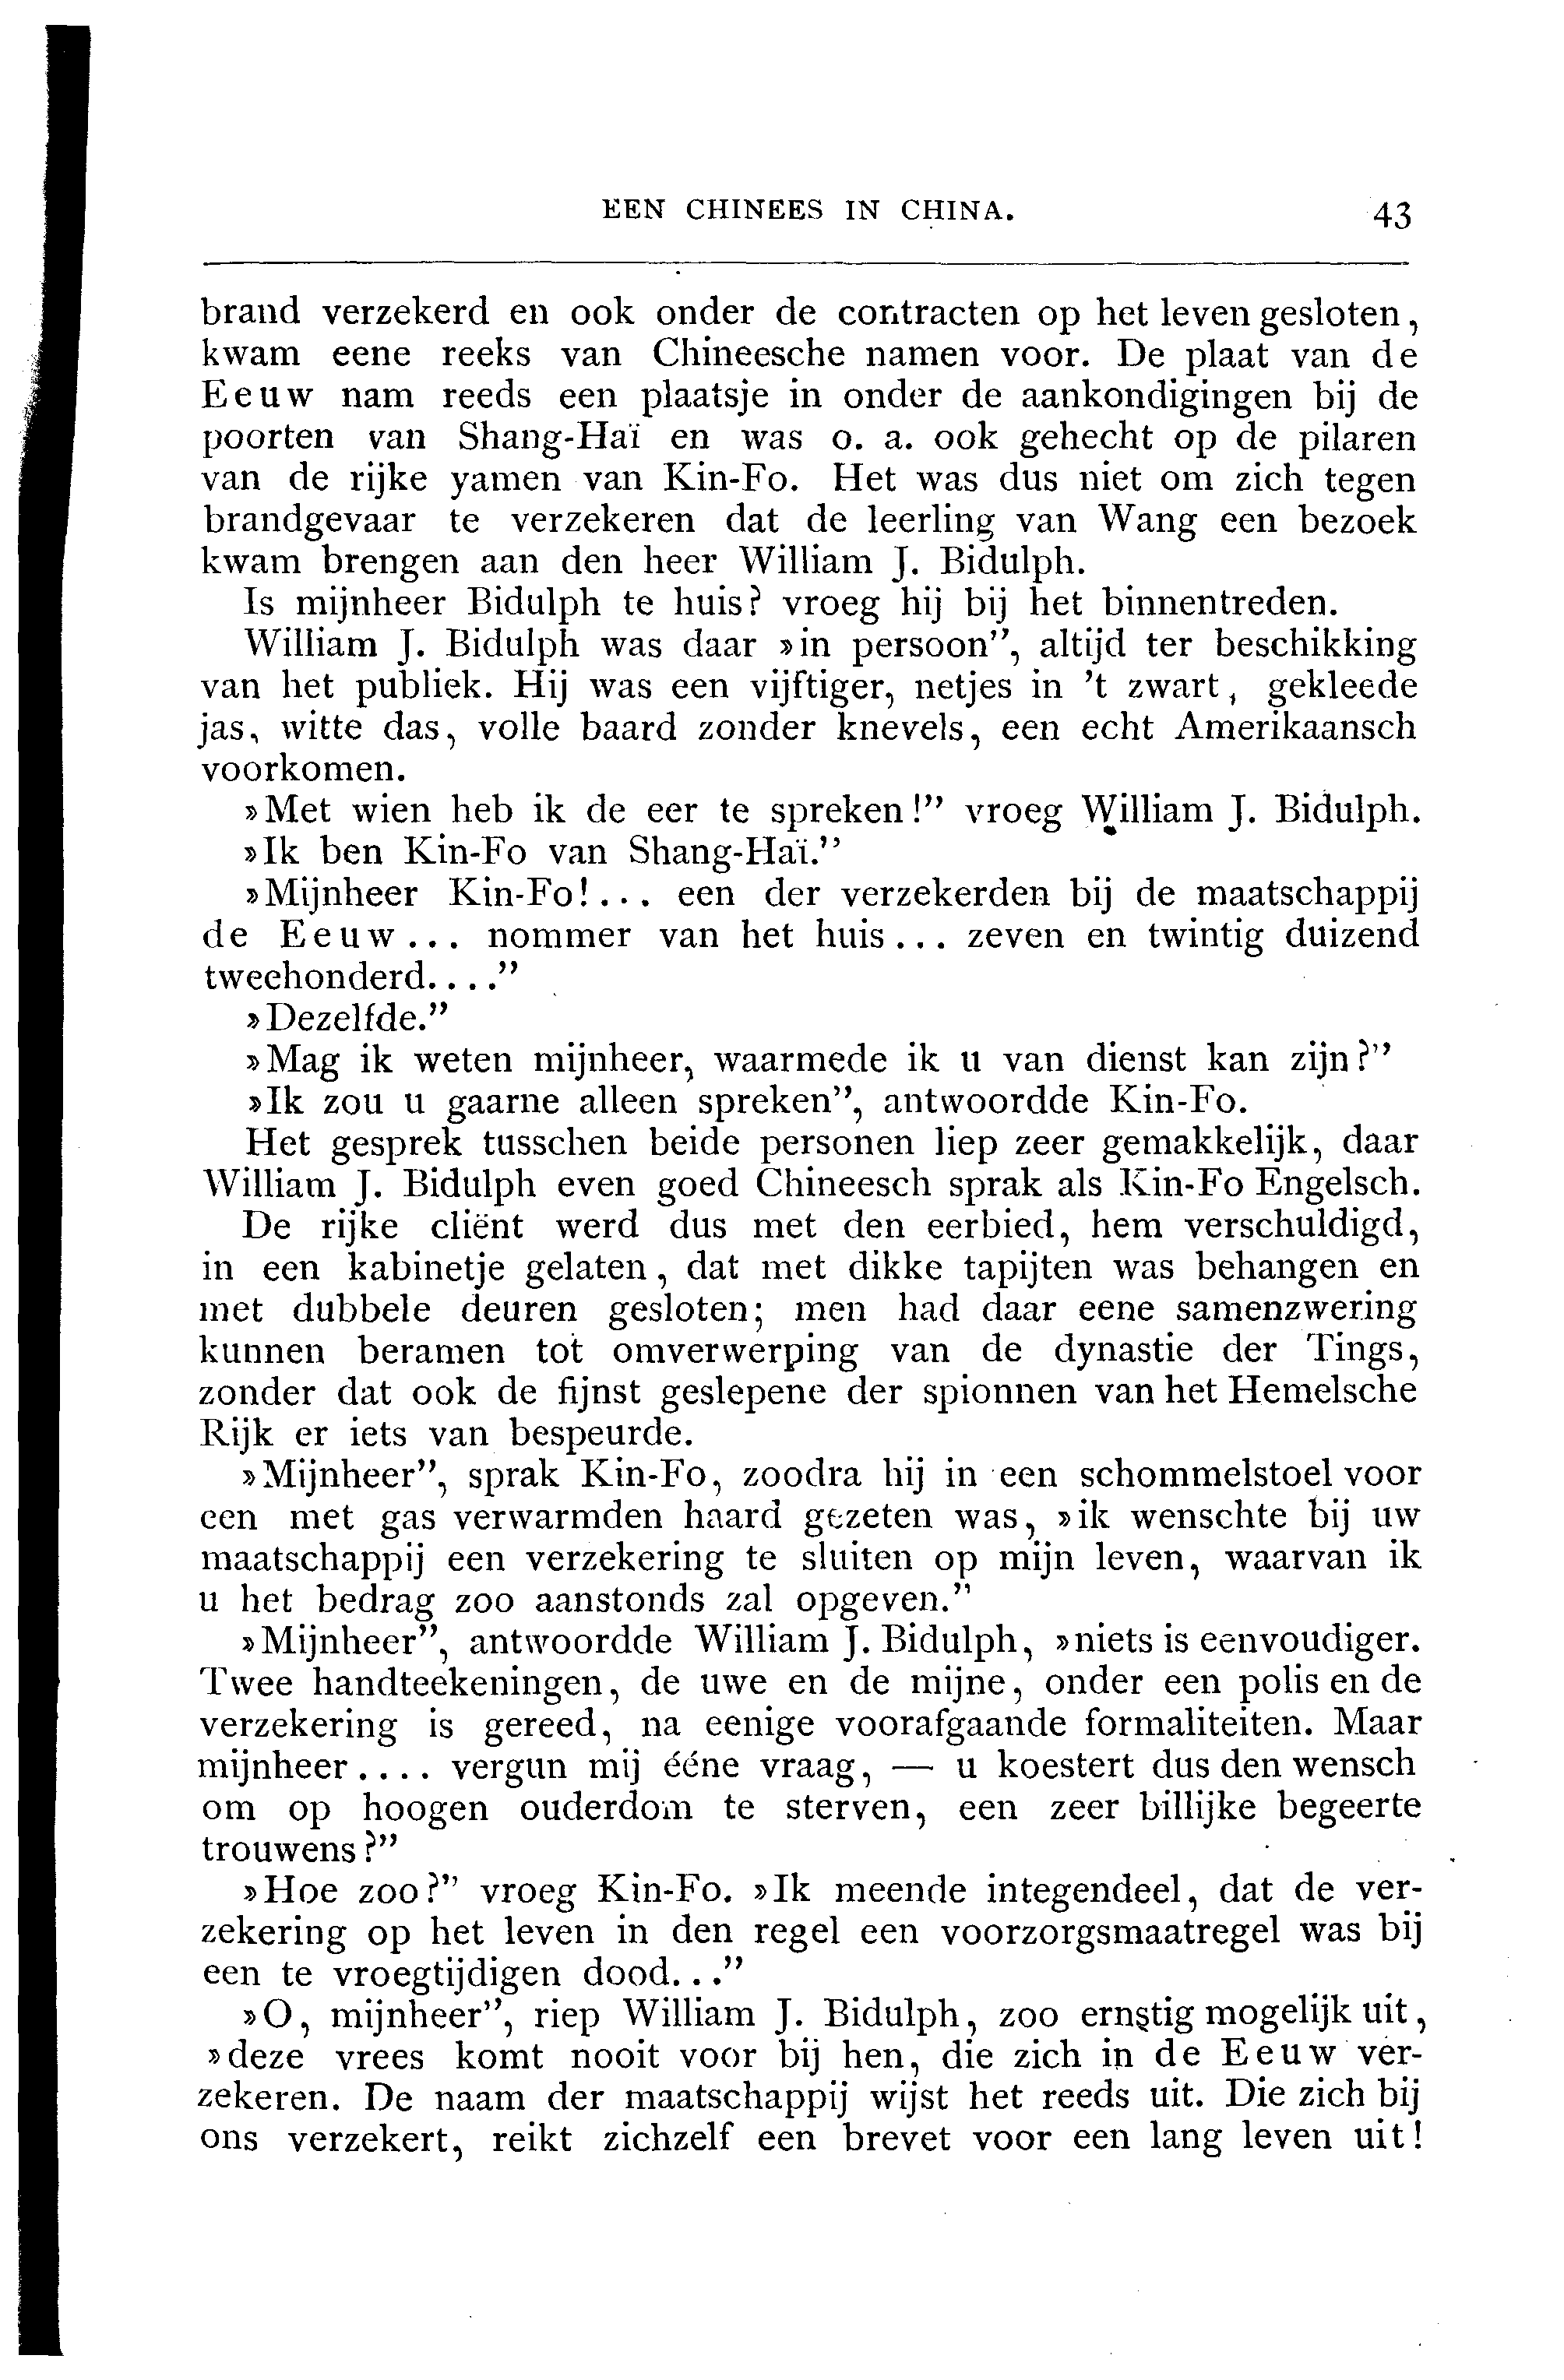 EEN CHINEES IN CHINA. 43
brand verzekerd en ook onder de contracten op het leven gesloten,
kwam eene reeks van Chineesche namen voor. De plaat van de
Eeuw nam reeds een plaatsje in onder de aankondigingen bij de
poorten van Shang-Haï en was o. a. ook gehecht op de pilaren
van de rijke yamen van Kin-Fo. Het was dus niet om zich tegen
brandgevaar te verzekeren dat de leerling van Wang een bezoek
kwam brengen aan den heer William J. Bidulph.
Is mijnheer Bidulph te huis? vroeg hij bij het binnentreden.
William J. Bidulph was daar »in persoon”, altijd ter beschikking
van het publiek. Hij was een vijftiger, netjes in 't zwart, gekleede
jas, witte das, volle baard zonder knevels, een echt Amerikaansch
voorkomen.
»Met wien heb ik de eer te spreken!” vroeg William J. Bidulph.
»Ik ben Kin-Fo van Shang-Haï.”
»Mijnheer Kin-Fo!... een der verzekerden bij de maatschappij
de Eeuw... nommer van het huis... zeven en twintig duizend
tweehonderd....”
»Dezelfde.”
»Mag ik weten mijnheer, waarmede ik u van dienst kan zijn?”
»Ik zou u gaarne alleen spreken”, antwoordde Kin-Fo.
Het gesprek tusschen beide personen liep zeer gemakkelijk, daar
William J. Bidulph even goed Chineesch sprak als Kin-Fo Engelsch.
De rijke cliënt werd dus met den eerbied, hem verschuldigd,
in een kabinetje gelaten, dat met dikke tapijten was behangen en
met dubbele deuren gesloten; men had daar eene samenzwering
kunnen beramen tot omverwerping van de dynastie der Tings,
zonder dat ook de fijnst geslepene der spionnen van het Hemelsche
Rijk er iets van bespeurde.
»Mijnheer”, sprak Kin-Fo, zoodra hij in een schommelstoel voor
een met gas verwarmden haard gezeten was, »ik wenschte bij uw
maatschappij een verzekering te sluiten op mijn leven, waarvan ik
u het bedrag zoo aanstonds zal opgeven.”
»Mijnheer”, antwoordde William J. Bidulph, »niets is eenvoudiger.
Twee handteekeningen, de uwe en de mijne, onder een polis en de
verzekering is gereed, na eenige voorafgaande formaliteiten. Maar
mijnheer.... vergun mij ééne vraag, — u koestert dus den wensch
om op hoogen ouderdom te sterven, een zeer billijke begeerte
trouwens?”
»Hoe zoo?” vroeg Kin-Fo. »Ik meende integendeel, dat de ver-
zekering op het leven in den regel een voorzorgsmaatregel was bij
een te vroegtijdigen dood...”
»O, mijnheer”, riep William J. Bidulph, zoo ernstig mogelijk uit,
»deze vrees komt nooit voor bij hen, die zich in de Eeuw ver-
zekeren. De naam der maatschappij wijst het reeds uit. Die zich bij
ons verzekert, reikt zichzelf een brevet voor een lang leven uit!